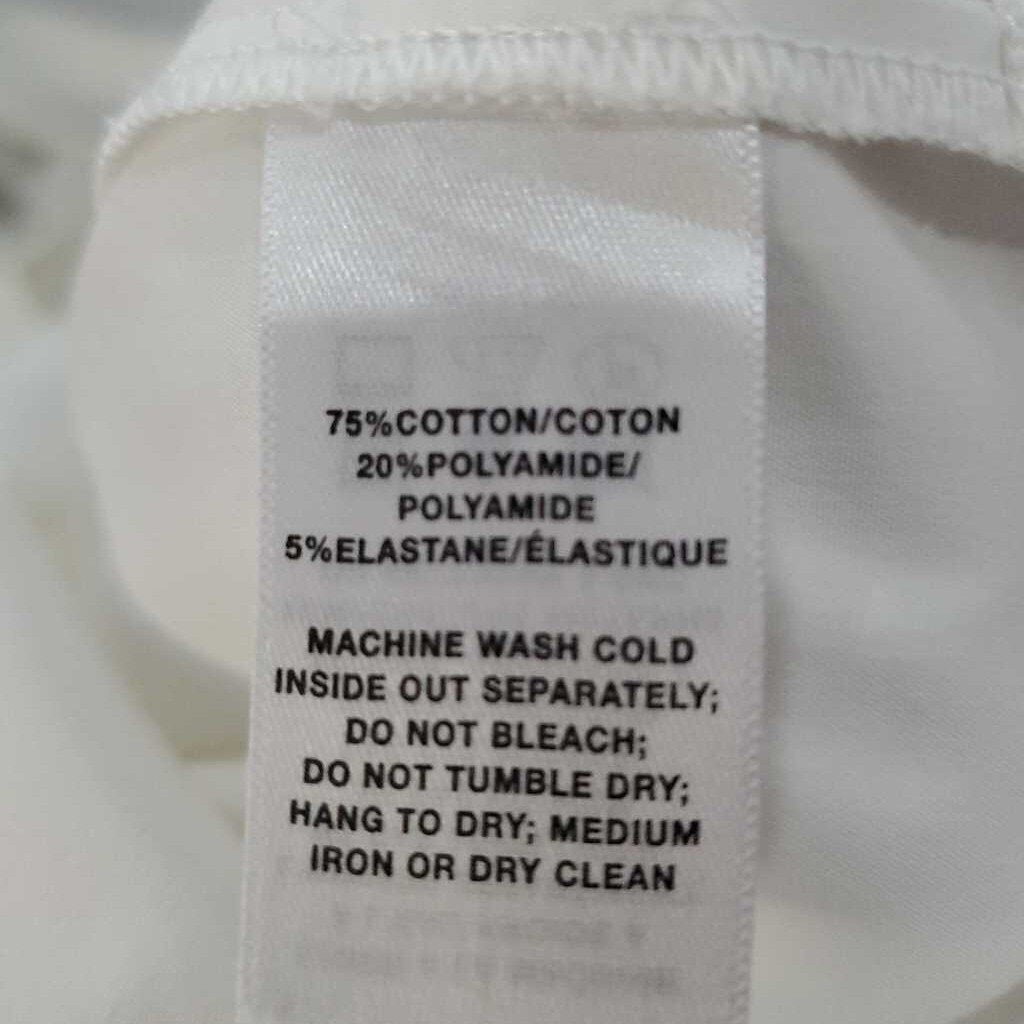 75%COTTON/COTON
20%POLYAMIDE/
POLYAMIDE
5%ELASTANE/ÉLASTIQUE
MACHINE WASH COLD
INSIDE OUT SEPARATELY;
DO NOT BLEACH;
DO NOT TUMBLE DRY;
HANG TO DRY; MEDIUM
IRON OR DRY CLEAN